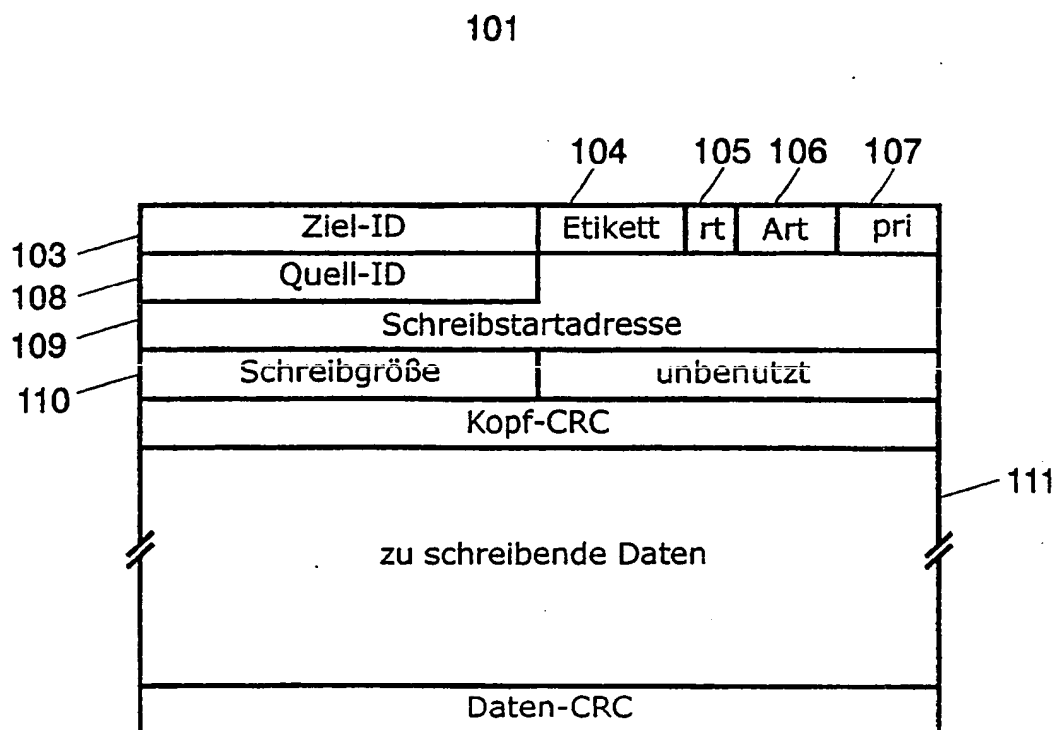 101
104 105 106 107
103 Ziel-ID Etikett rt Art pri
108 Quell-ID
109 Schreibstartadresse
110 Schreibgröße unbenutzt
Kopf-CRC
111
zu schreibende Daten
Daten-CRC